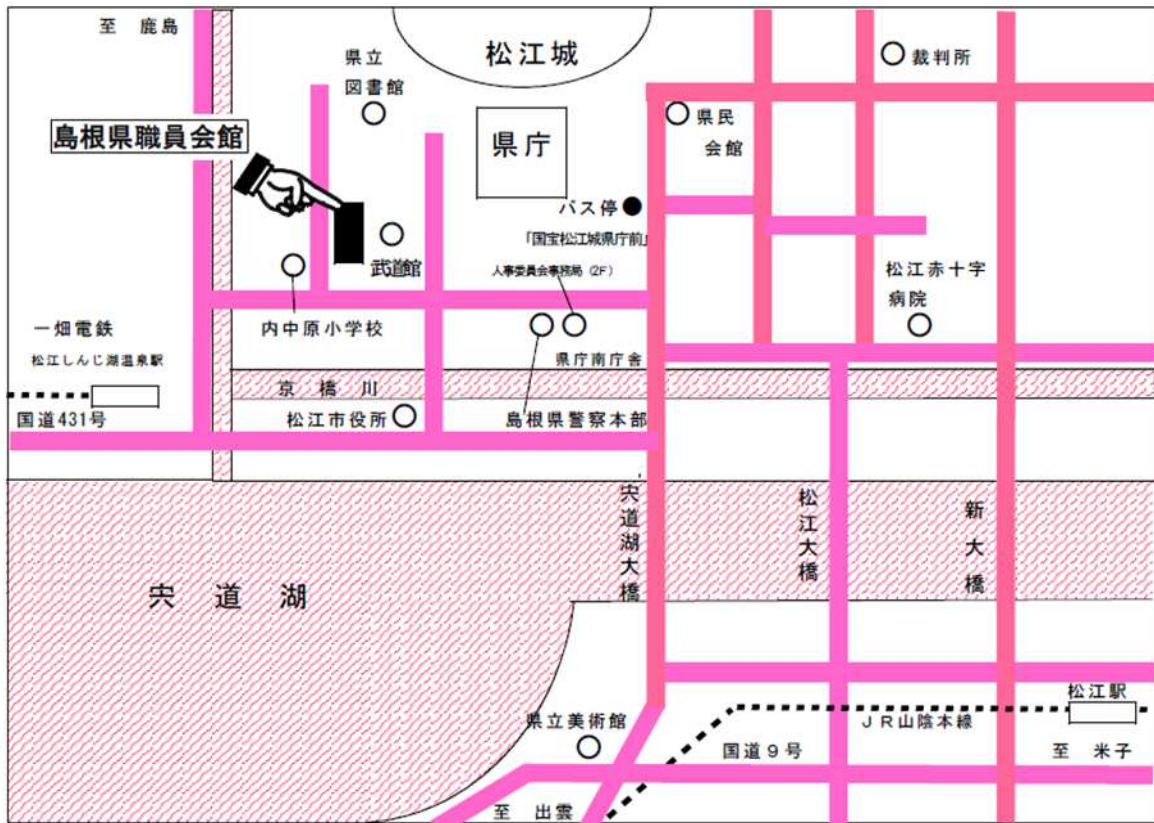 至 鹿島
松江城
裁判所
県立
図書館
県民
会館
島根県職員会館
県庁
バス停
「国宝松江城県庁前」
人事委員会事務局（2F）
武道館
松江赤十字
病院
一畑電鉄
松江しんじ湖温泉駅
内中原小学校
県庁南庁舎
京橋川
国道431号
松江市役所
島根県警察本部
宍道湖大橋
松江大橋
新大橋
宍道湖
松江駅
県立美術館
JR山陰本線
国道9号
至 米子
至 出雲